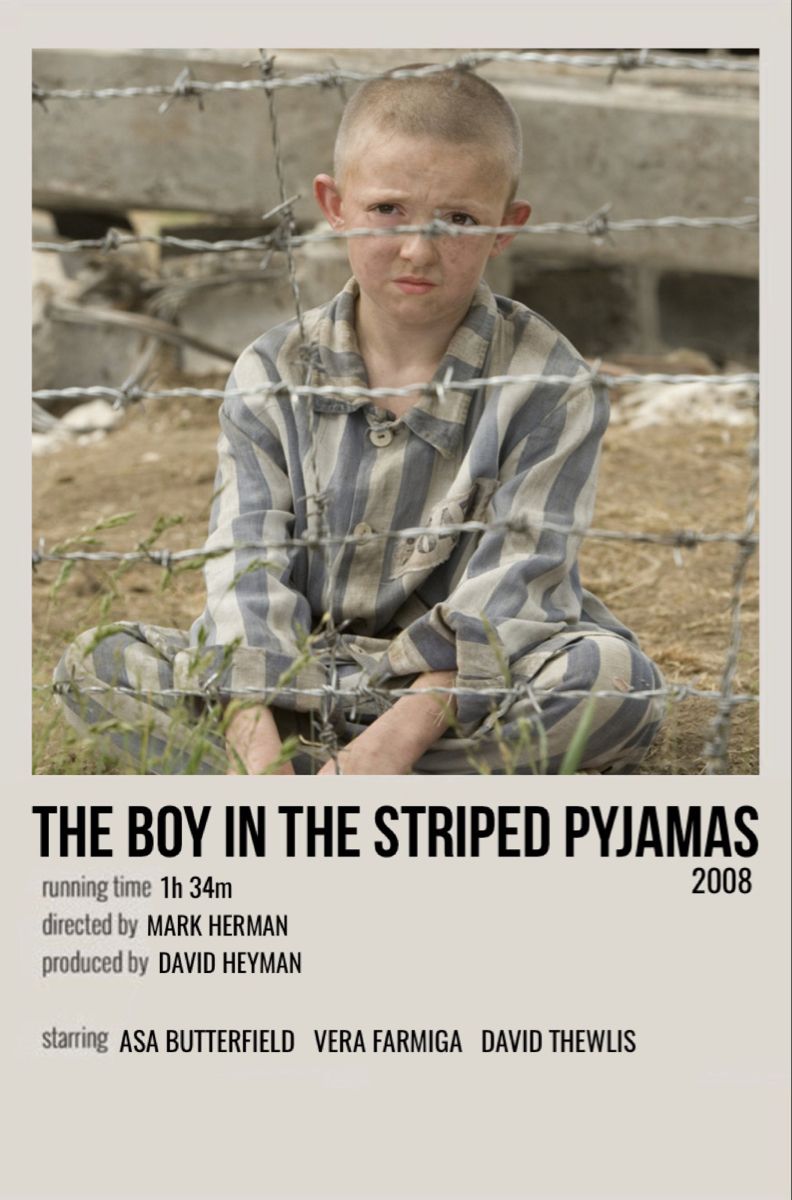 THE BOY IN THE STRIPED PYJAMAS
2008
running time 1h 34m
directed by MARK HERMAN
produced by DAVID HEYMAN
starring ASA BUTTERFIELD VERA FARMIGA DAVID THEWLIS